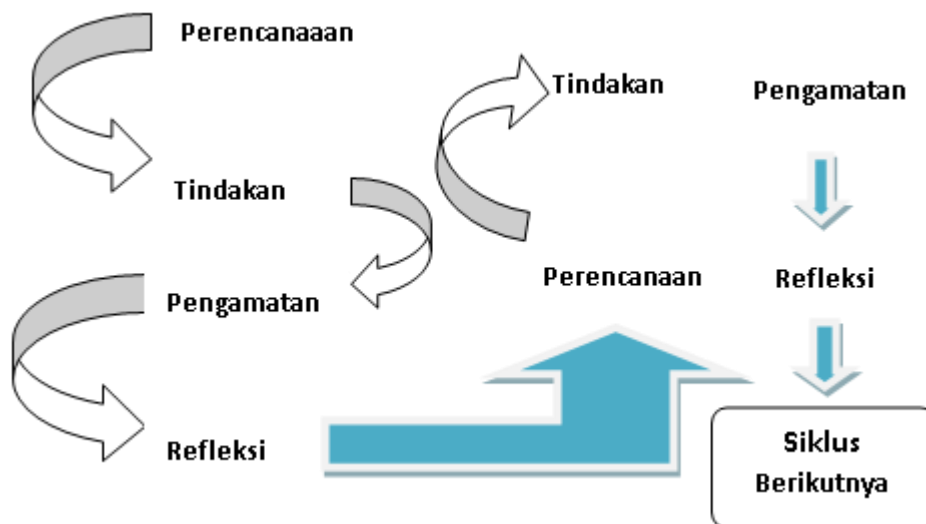 Perencanaaan
Tindakan
Pengamatan
Refleksi
Perencanaan
Tindakan
Pengamatan
Refleksi
Siklus
Berikutnya